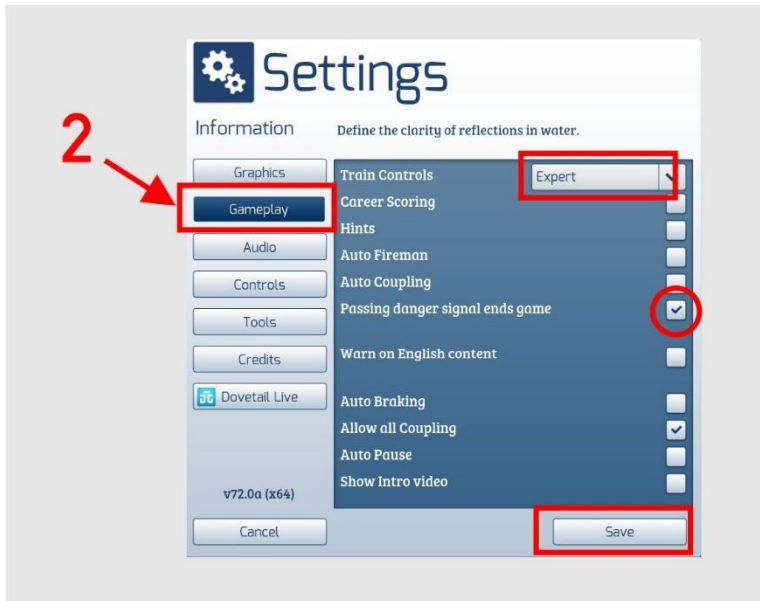 Settings
2
Information
Define the clarity of reflections in water.
Graphics
Gameplay
Audio
Controls
Tools
Credits
Dovetail Live
v72.0a (x64)
Cancel
Train Controls
Expert
Career Scoring
Hints
Auto Fireman
Auto Coupling
Passing danger signal ends game
Warn on English content
Auto Braking
Allow all Coupling
Auto Pause
Show Intro video
Save